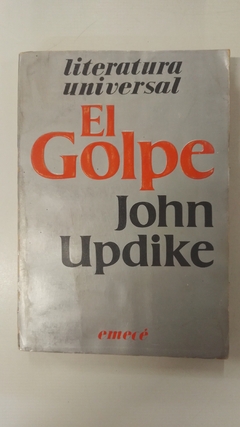 literatura
universal
El
Golpe
John
Updike
emecé